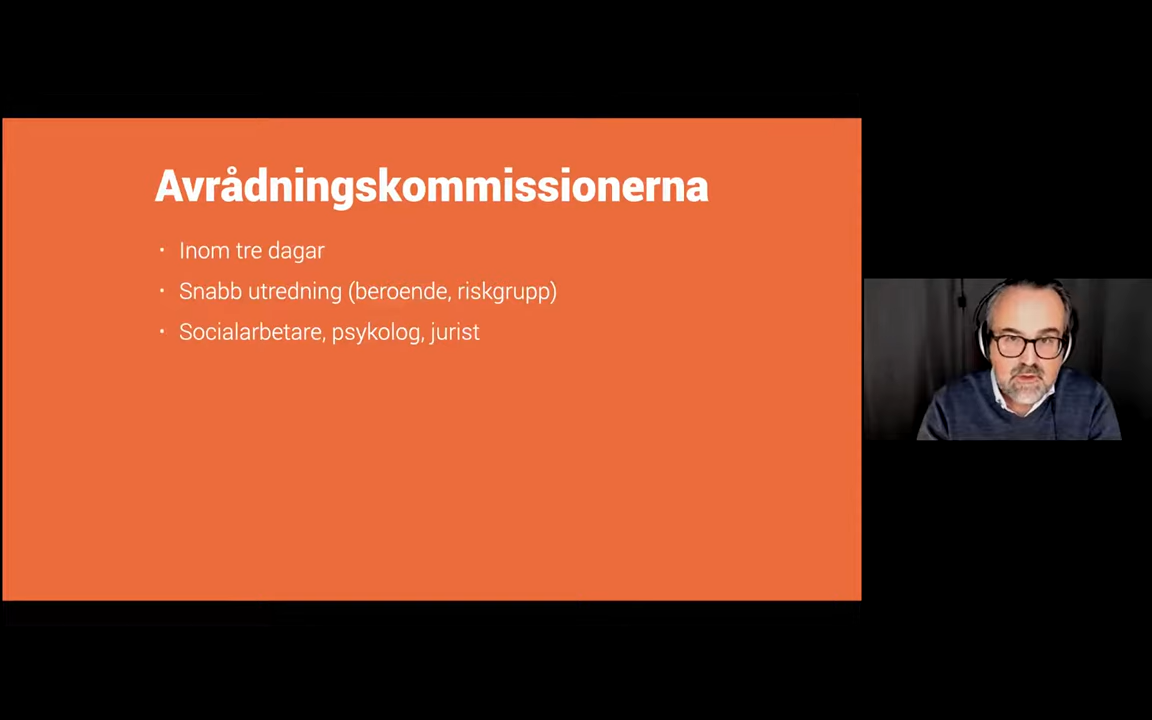 Avrådningskommissionerna
• Inom tre dagar
• Snabb utredning (beroende, riskgrupp)
• Socialarbetare, psykolog, jurist